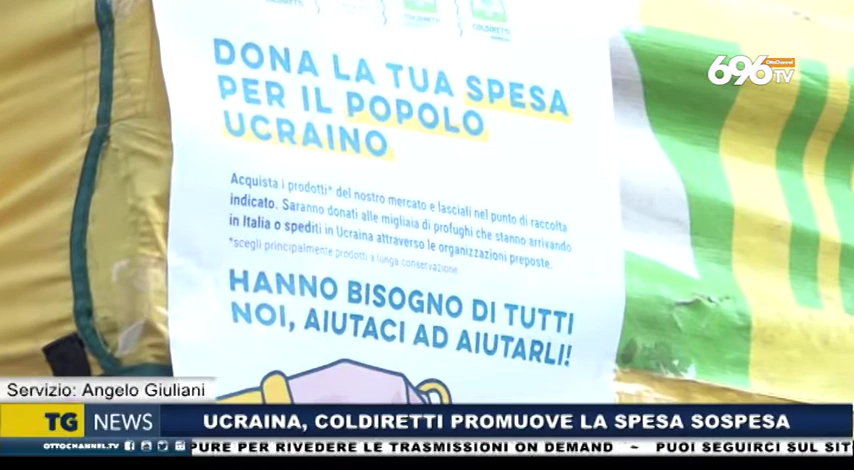 COLDIRETTI
COLDIRETTI
696
OttoChannel
TV
DONA LA TUA SPESA
PER IL POPOLO
UCRAINO
Acquista i prodotti* del nostro mercato e lasciali nel punto di raccolta
indicato. Saranno donati alle migliaia di profughi che stanno arrivando
in Italia o spediti in Ucraina attraverso le organizzazioni preposte.
*scegli principalmente prodotti a lunga conservazione
HANNO BISOGNO DI TUTTI
NOI, AIUTACI AD AIUTARLI!
Servizio: Angelo Giuliani
TG NEWS
UCRAINA, COLDIRETTI PROMUOVE LA SPESA SOSPESA
OTTOCHANNEL.TV
PURE PER RIVEDERE LE TRASMISSIONI ON DEMAND ~ PUOI SEGUIRCI SUL SIT